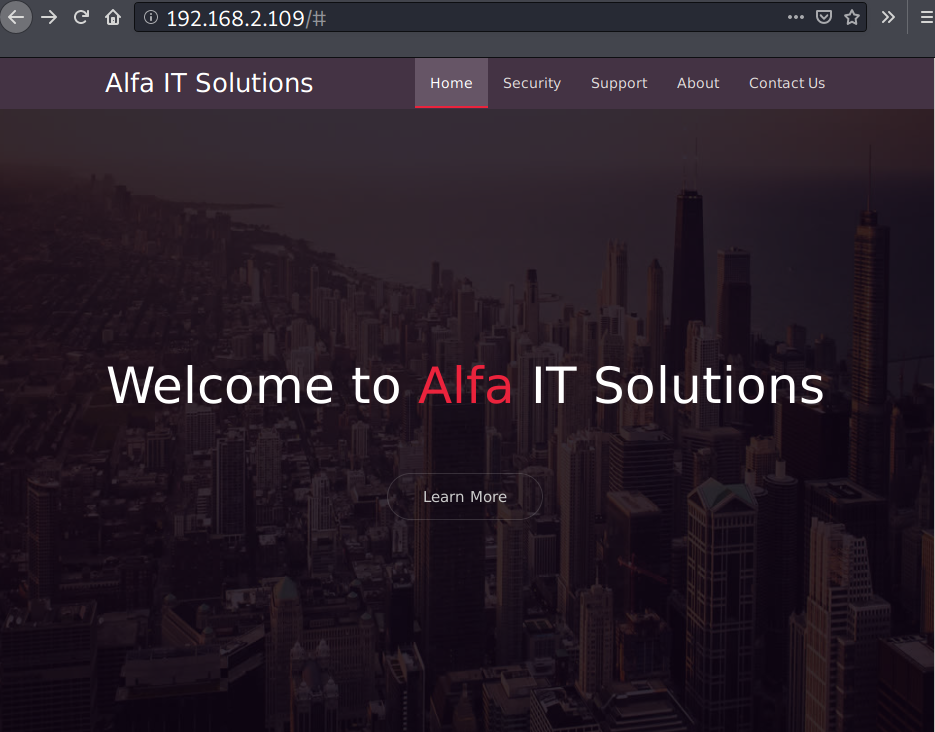 192.168.2.109/#
Alfa IT Solutions
Home Security Support About Contact Us
Welcome to Alfa IT Solutions
Learn More